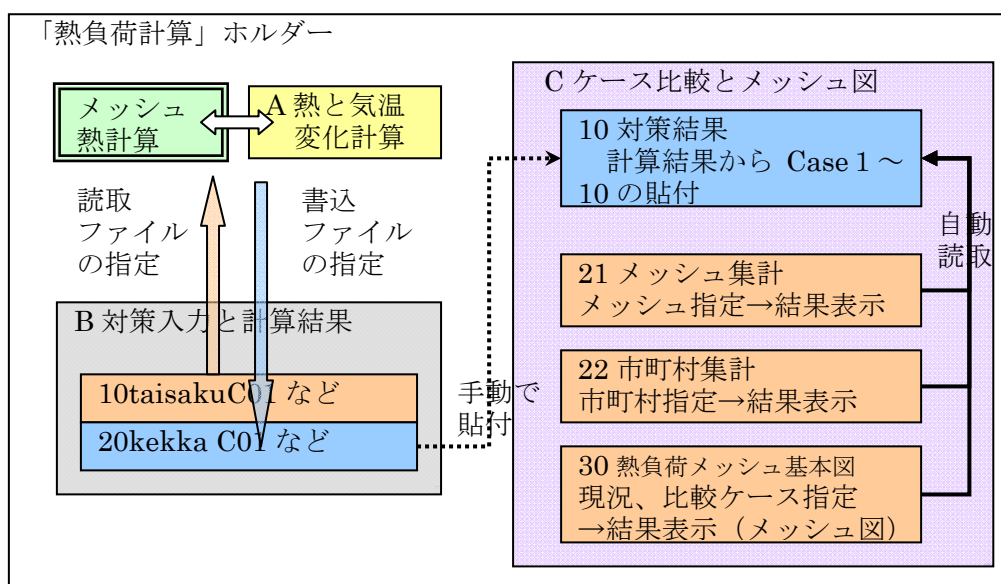 「熱負荷計算」ホルダー
メッシュ
熱計算
A 熱と気温
変化計算
読取
ファイル
の指定
書込
ファイル
の指定
B 対策入力と計算結果
10taisakuC01 など
20kekka C01 など
手動で
貼付
C ケース比較とメッシュ図
10 対策結果
計算結果から Case 1～
10 の貼付
自動
読取
21 メッシュ集計
メッシュ指定→結果表示
22 市町村集計
市町村指定→結果表示
30 熱負荷メッシュ基本図
現況、比較ケース指定
→結果表示（メッシュ図）